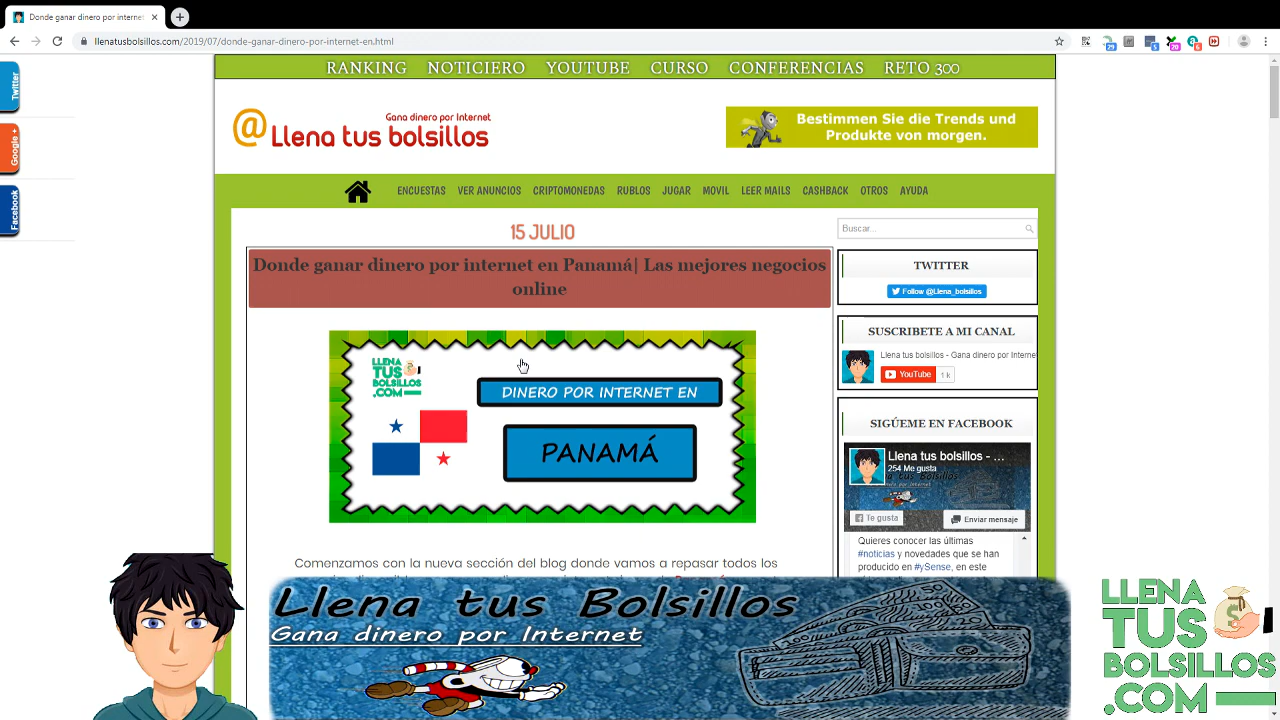 Donde ganar dinero por internet
llenatusbolsillos.com/2019/07/donde-ganar-dinero-por-internet-en.html
29
5
20
5
Twitter
Google +
Facebook
RANKING NOTICIERO YOUTUBE CURSO CONFERENCIAS RETO 300
Gana dinero por Internet
@Llena tus bolsillos
Bestimmen Sie die Trends und
Produkte von morgen.
ENCUESTAS VER ANUNCIOS CRIPTOMONEDAS RUBLOS JUGAR MOVIL LEER MAILS CASHBACK OTROS AYUDA
15 JULIO
Donde ganar dinero por internet en Panamá| Las mejores negocios
online
LLENA
TUS
BOLSILLOS
.COM
DINERO POR INTERNET EN
PANAMÁ
Comenzamos con la nueva sección del blog donde vamos a repasar todos los
Buscar...
TWITTER
Follow @Llena_bolsillos
SUSCRIBETE A MI CANAL
Llena tus bolsillos - Gana dinero por Interne
YouTube 1 k
SIGÚEME EN FACEBOOK
Llena tus bolsillos - ...
254 Me gusta
Te gusta
Enviar mensaje
Quieres conocer las últimas
#noticias y novedades que se han
producido en #ySense, en este
Llena tus Bolsillos
Gana dinero por Internet
LLENA
TUS
BOLSILLOS
.COM